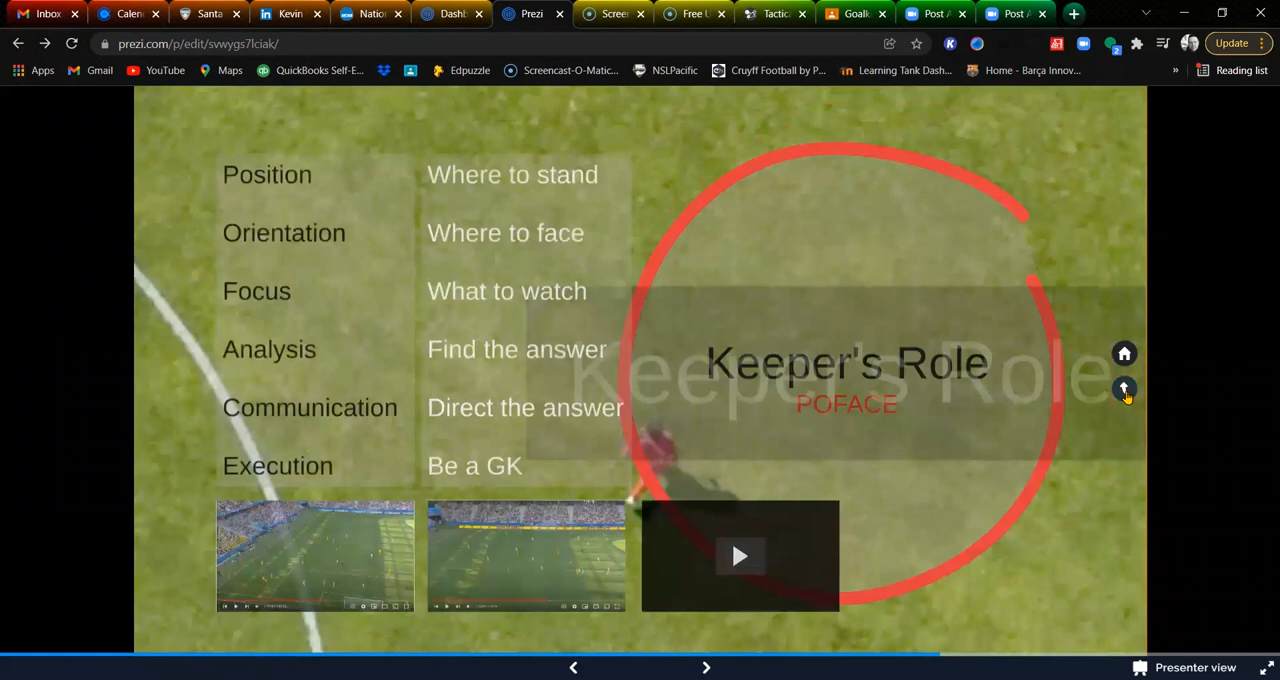 Inbox
Calen
Santa
Kevin
Natio
Dashb
Prezi
Scree
Free U
Tactica
Goalk
Post A
Post A
prezi.com/p/edit/svwygs7lciak/
Update
Apps
Gmail
YouTube
Maps
QuickBooks Self-E...
Edpuzzle
Screencast-O-Matic...
NSLPacific
Cruyff Football by P...
Learning Tank Dash...
Home - Barça Innov...
»
Reading list
Position Where to stand
Orientation Where to face
Focus What to watch
Analysis Find the answer
Communication Direct the answer
Execution Be a GK
Keeper's Role
Keeper's Role
POFACE
Presenter view